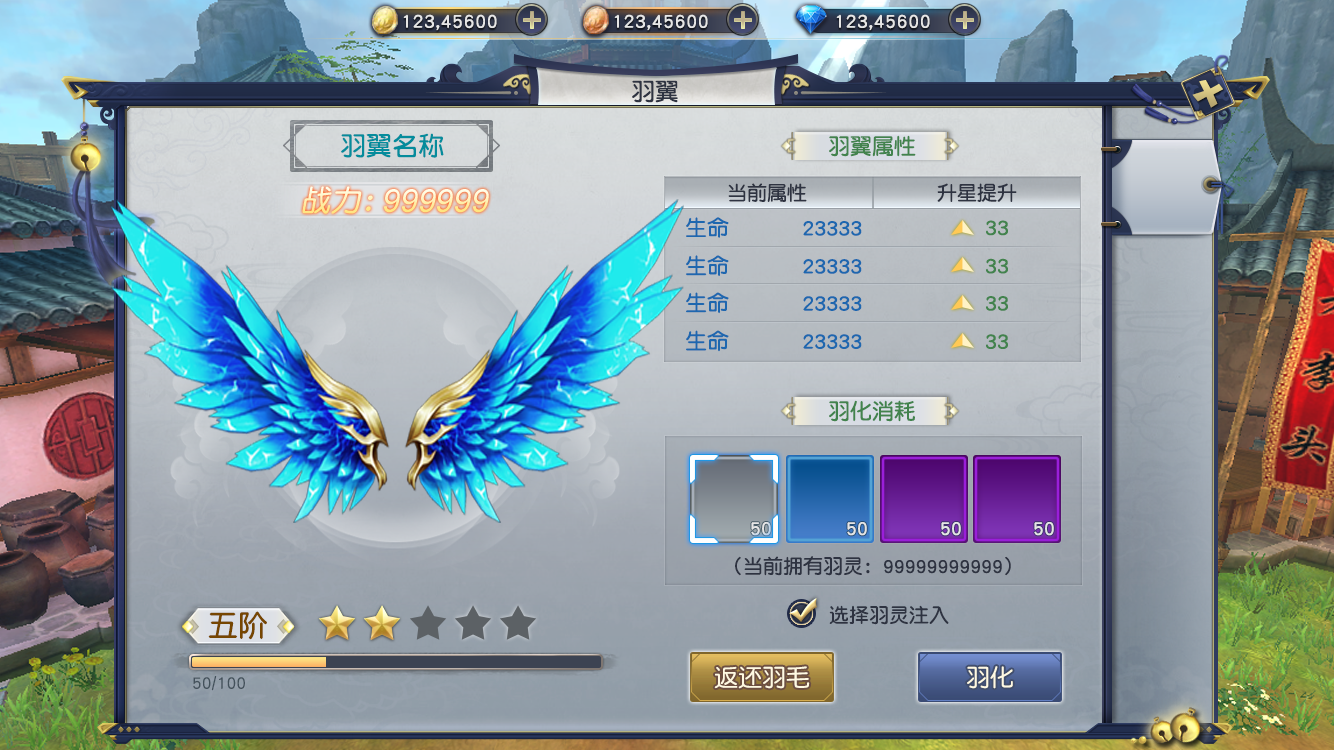 123,45600
123,45600
123,45600
羽翼
羽翼名称
战力：999999
羽翼属性
当前属性 升星提升
生命 23333 33
生命 23333 33
生命 23333 33
生命 23333 33
羽化消耗
50 50 50 50
（当前拥有羽灵：99999999999）
选择羽灵注入
五阶
50/100
返还羽毛
羽化
李
头